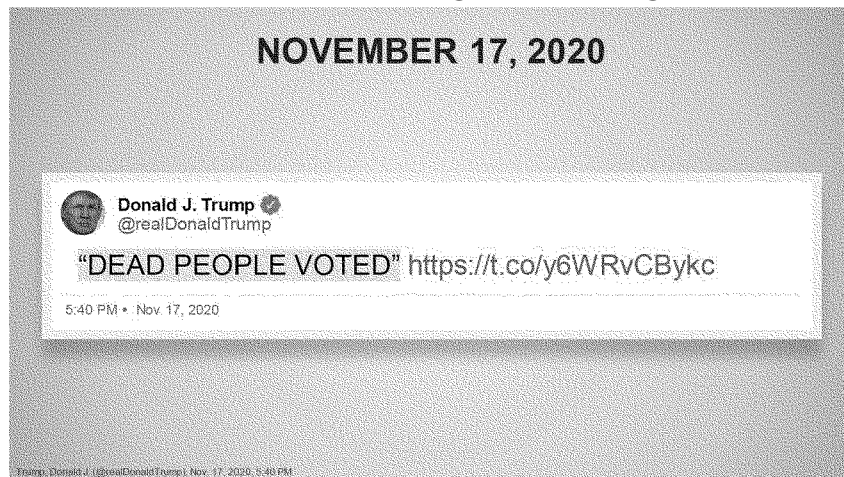 NOVEMBER 17, 2020
Donald J. Trump
@realDonaldTrump
“DEAD PEOPLE VOTED” https://t.co/y6WRvCBykc
5:40 PM • Nov. 17, 2020
Trump, Donald J. (@realDonaldTrump), Nov. 17, 2020, 5:40 PM